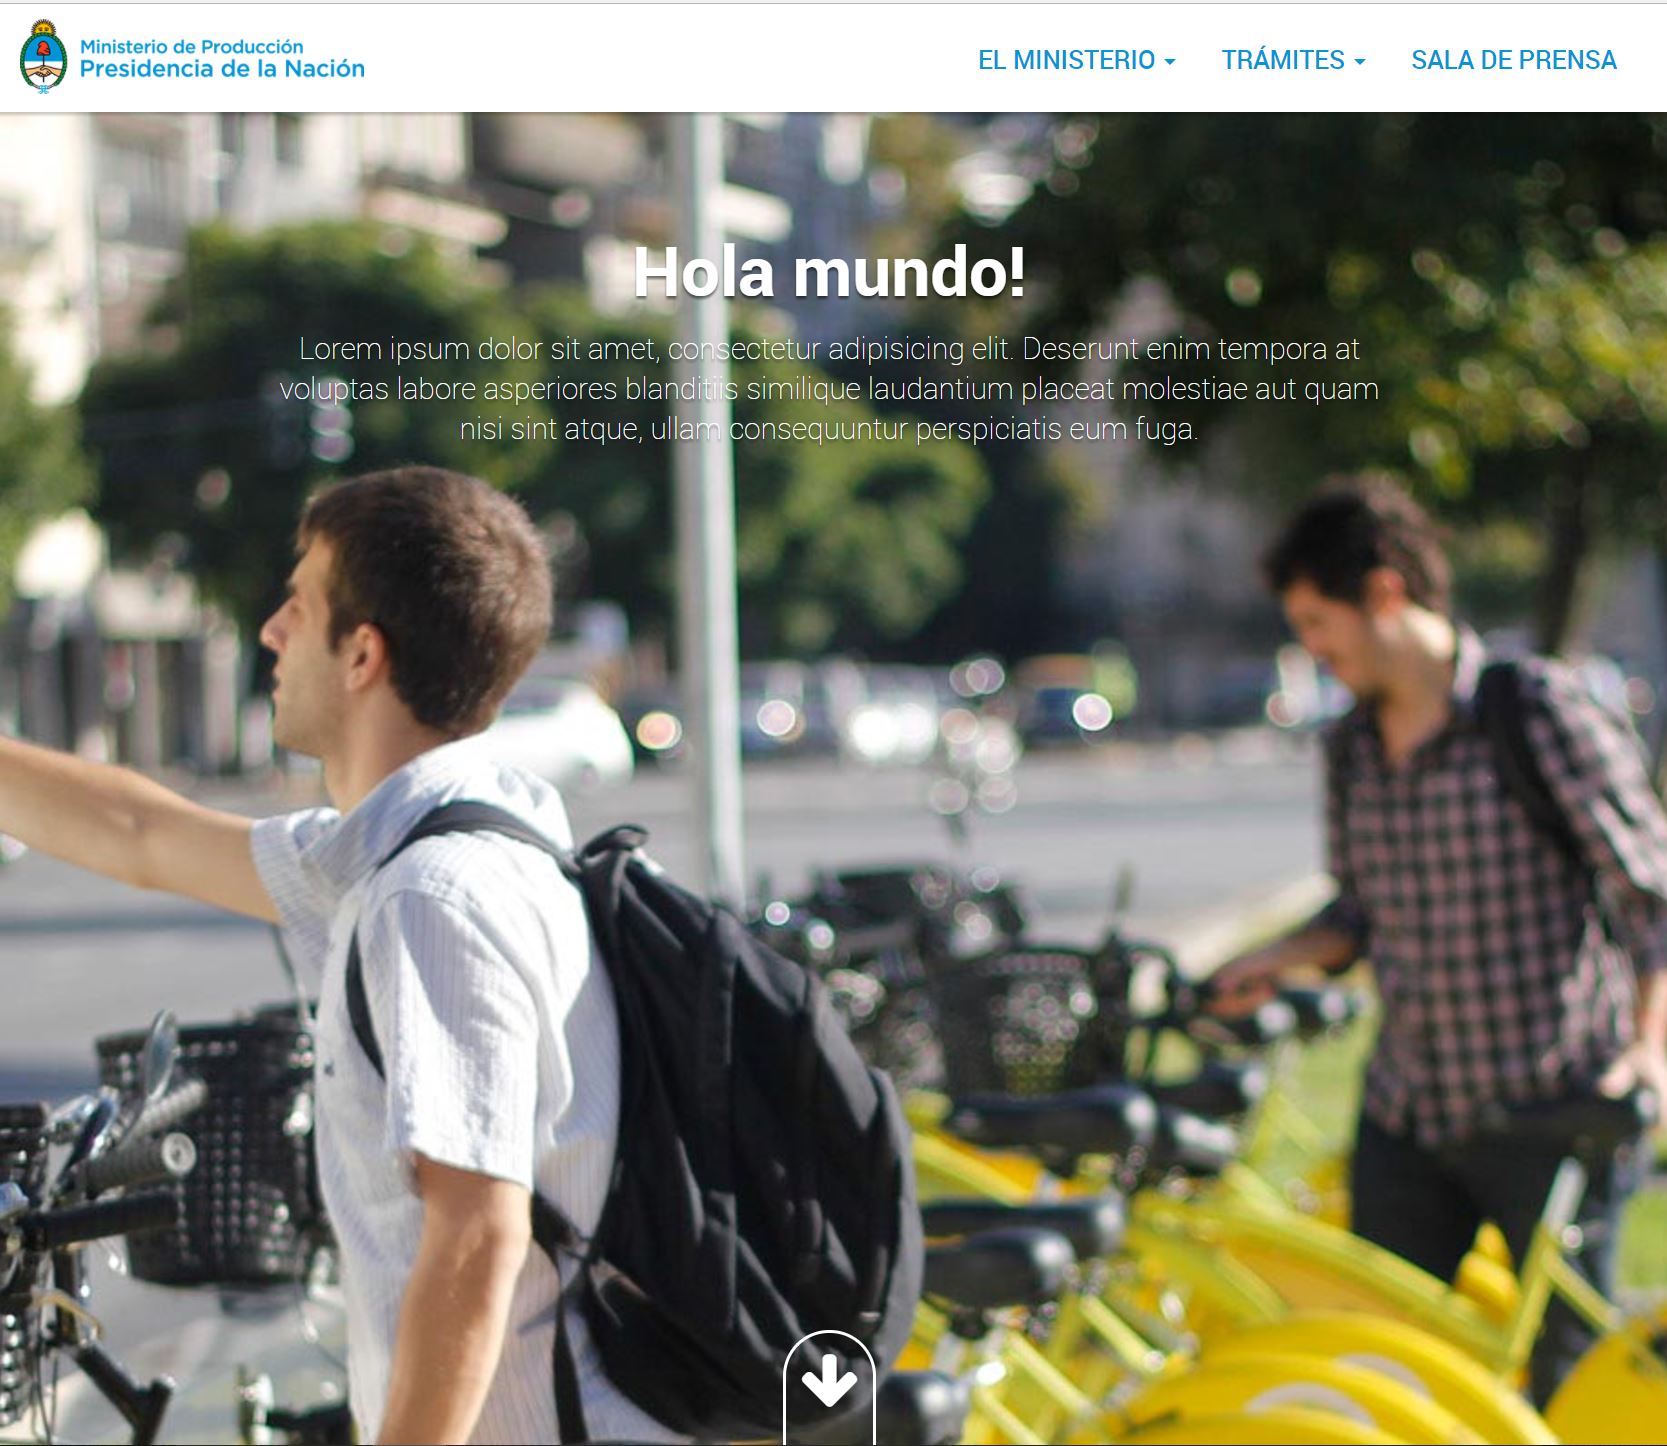 Ministerio de Producción
Presidencia de la Nación
EL MINISTERIO
TRÁMITES
SALA DE PRENSA
Hola mundo!
Lorem ipsum dolor sit amet, consectetur adipisicing elit. Deserunt enim tempora at
voluptas labore asperiores blanditiis similique laudantium placeat molestiae aut quam
nisi sint atque, ullam consequuntur perspiciatis eum fuga.